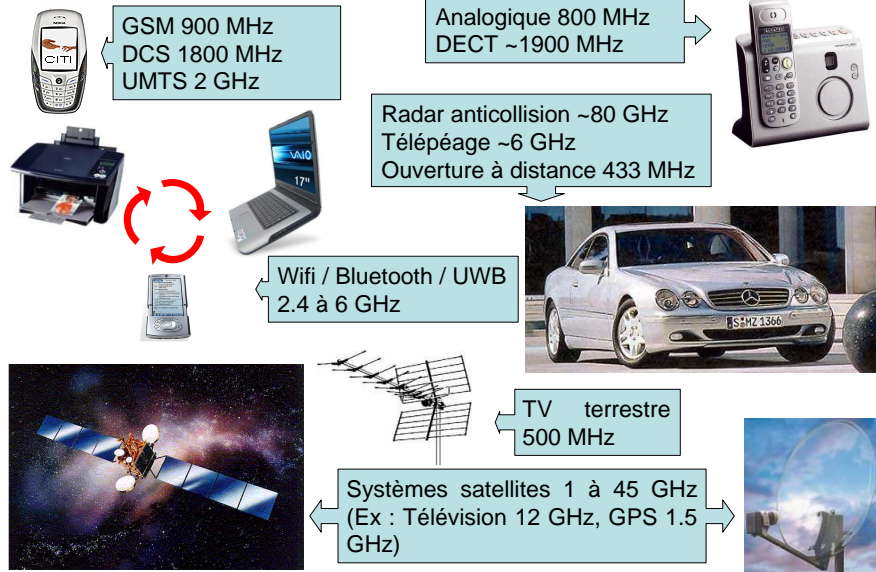 GSM 900 MHz
DCS 1800 MHz
UMTS 2 GHz
Analogique 800 MHz
DECT ~1900 MHz
NOKIA
CITI
Radar anticollision ~80 GHz
Télépéage ~6 GHz
Ouverture à distance 433 MHz
VAIO
17"
Wifi / Bluetooth / UWB
2.4 à 6 GHz
S MZ 1366
TV terrestre
500 MHz
Systèmes satellites 1 à 45 GHz
(Ex : Télévision 12 GHz, GPS 1.5
GHz)